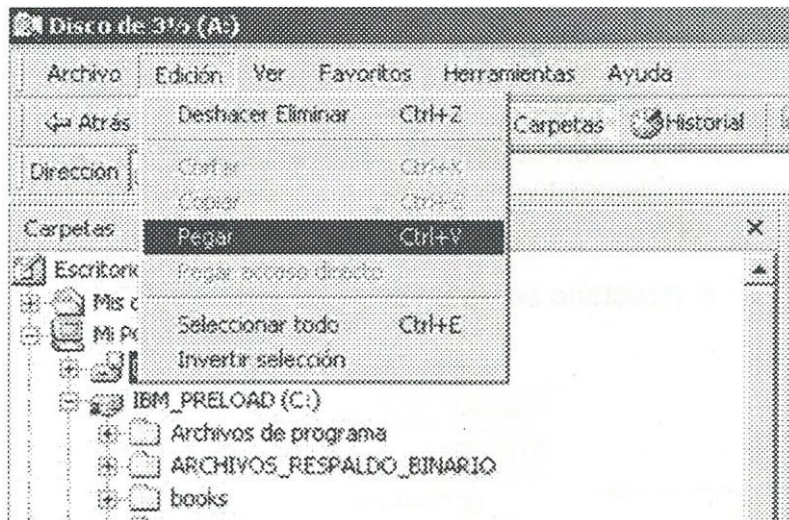 Disco de 3½ (A:)
Archivo Edición Ver Favoritos Herramientas Ayuda
Atrás Carpetas Historial
Dirección
Deshacer Eliminar Ctrl+Z
Cortar Ctrl+X
Copiar Ctrl+C
Pegar Ctrl+V
Pegar acceso directo
Seleccionar todo Ctrl+E
Invertir selección
Carpetas
Escritorio
Mis
Mi
IBM_PRELOAD (C:)
Archivos de programa
ARCHIVOS_RESPALDO_BINARIO
books